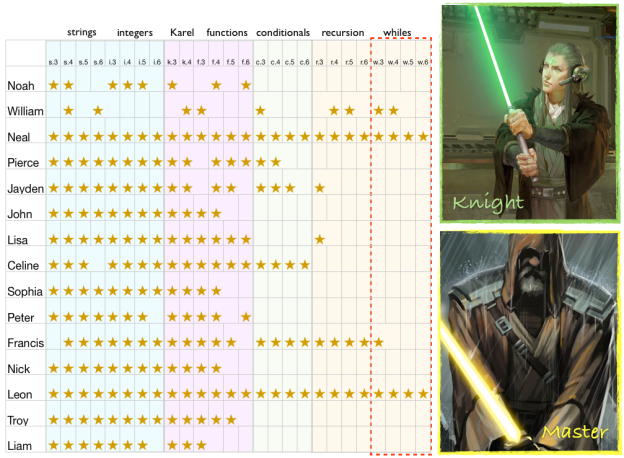 strings integers Karel functions conditionals recursion whiles
s.3 s.4 s.5 s.6 i.3 i.4 i.5 i.6 k.3 k.4 f.3 f.4 f.5 f.6 c.3 c.4 c.5 c.6 r.3 r.4 r.5 r.6 w.3 w.4 w.5 w.6
Noah
William
Neal
Pierce
Jayden
John
Lisa
Celine
Sophia
Peter
Francis
Nick
Leon
Troy
Liam
Knight
Master